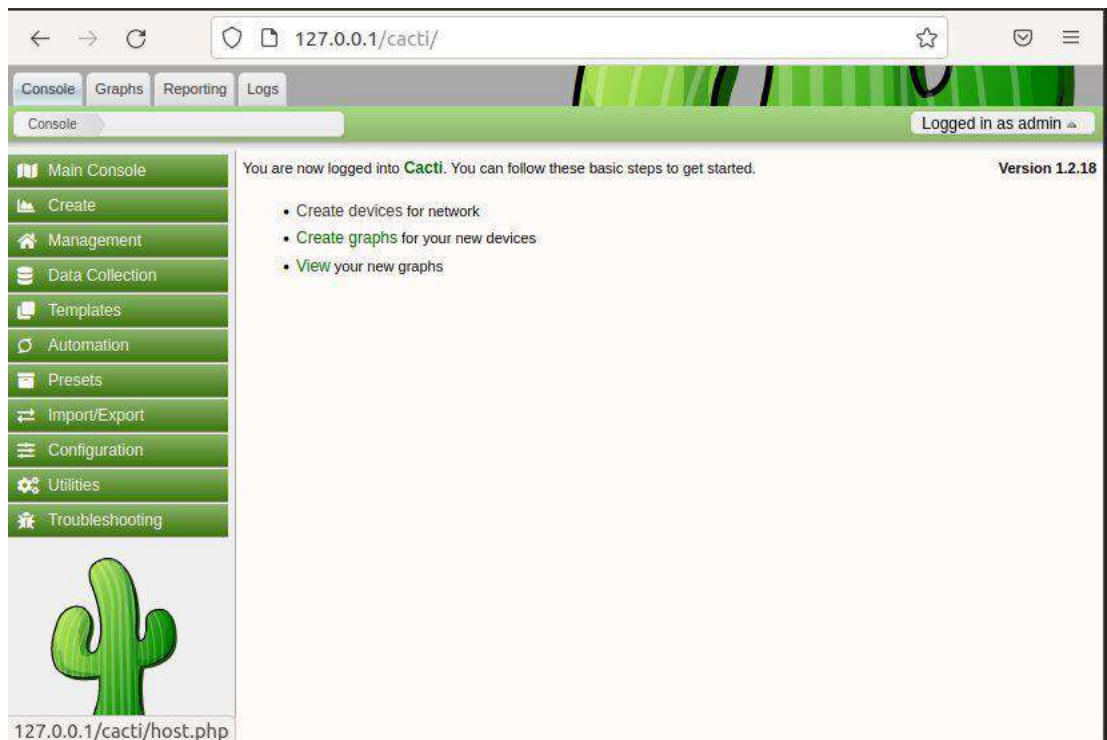 127.0.0.1/cacti/
Console Graphs Reporting Logs
Console
Logged in as admin
Main Console
Create
Management
Data Collection
Templates
Automation
Presets
Import/Export
Configuration
Utilities
Troubleshooting
You are now logged into Cacti. You can follow these basic steps to get started.
Version 1.2.18
• Create devices for network
• Create graphs for your new devices
• View your new graphs
127.0.0.1/cacti/host.php